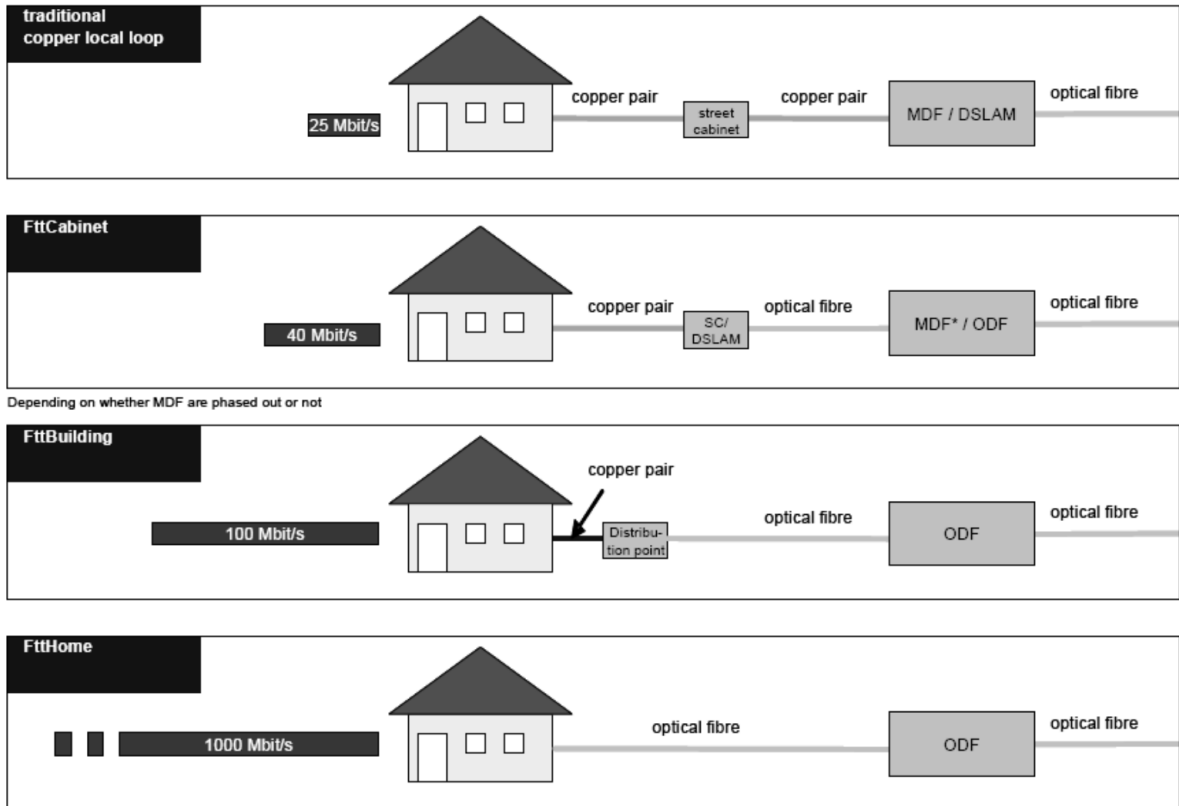 traditional
copper local loop
copper pair
copper pair
optical fibre
25 Mbit/s
street
cabinet
MDF / DSLAM
FttCabinet
copper pair
optical fibre
optical fibre
40 Mbit/s
SC/
DSLAM
MDF* / ODF
Depending on whether MDF are phased out or not
FttBuilding
copper pair
optical fibre
optical fibre
100 Mbit/s
Distribu-
tion point
ODF
FttHome
optical fibre
optical fibre
1000 Mbit/s
ODF